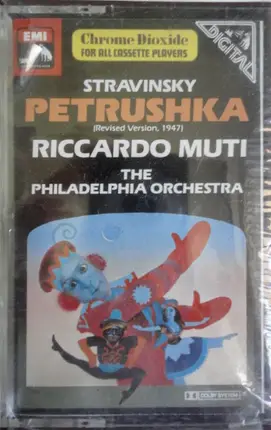 EMI
Chrome Dioxide
FOR ALL CASSETTE PLAYERS
DIGITAL
STRAVINSKY
PETRUSHKA
(Revised Version, 1947)
RICCARDO MUTI
THE
PHILADELPHIA ORCHESTRA
DOLBY SYSTEM